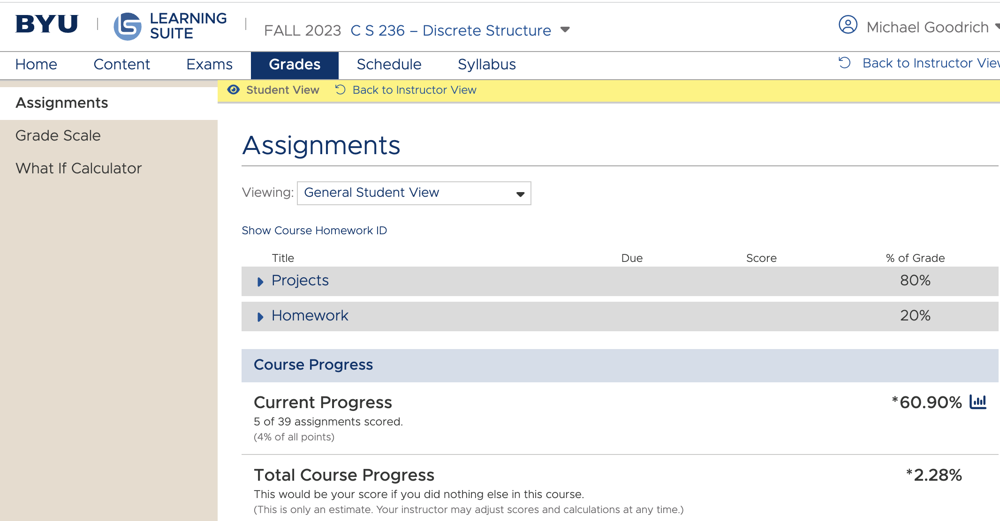 BYU
LEARNING
SUITE
FALL 2023 C S 236 – Discrete Structure
Michael Goodrich
Home Content Exams Grades Schedule Syllabus
Back to Instructor View
Student View Back to Instructor View
Assignments
Grade Scale
What If Calculator
Assignments
Viewing: General Student View
Show Course Homework ID
Title Due Score % of Grade
Projects 80%
Homework 20%
Course Progress
Current Progress *60.90%
5 of 39 assignments scored.
(4% of all points)
Total Course Progress *2.28%
This would be your score if you did nothing else in this course.
(This is only an estimate. Your instructor may adjust scores and calculations at any time.)